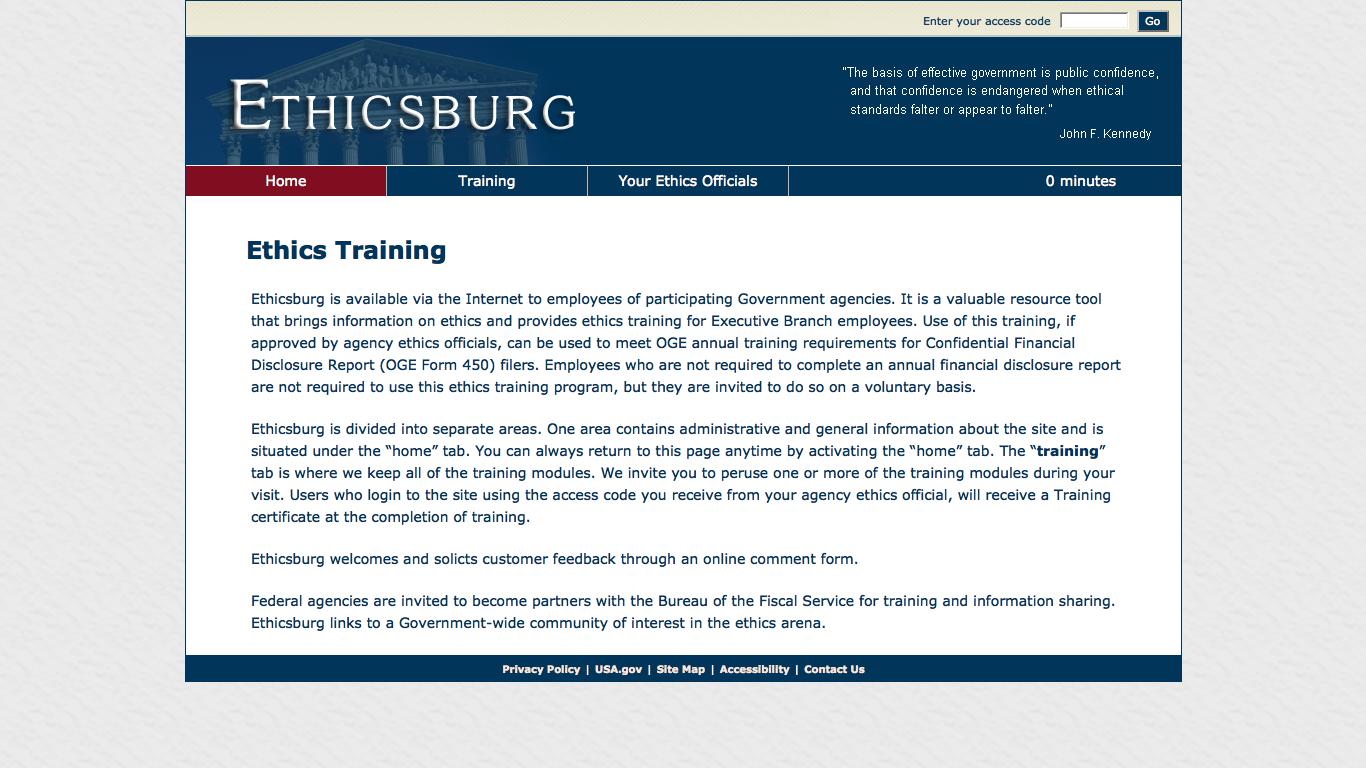 Enter your access code
Go
ETHICSBURG
"The basis of effective government is public confidence,
and that confidence is endangered when ethical
standards falter or appear to falter."
John F. Kennedy
Home
Training
Your Ethics Officials
0 minutes
Ethics Training
Ethicsburg is available via the Internet to employees of participating Government agencies. It is a valuable resource tool
that brings information on ethics and provides ethics training for Executive Branch employees. Use of this training, if
approved by agency ethics officials, can be used to meet OGE annual training requirements for Confidential Financial
Disclosure Report (OGE Form 450) filers. Employees who are not required to complete an annual financial disclosure report
are not required to use this ethics training program, but they are invited to do so on a voluntary basis.
Ethicsburg is divided into separate areas. One area contains administrative and general information about the site and is
situated under the “home” tab. You can always return to this page anytime by activating the “home” tab. The “training”
tab is where we keep all of the training modules. We invite you to peruse one or more of the training modules during your
visit. Users who login to the site using the access code you receive from your agency ethics official, will receive a Training
certificate at the completion of training.
Ethicsburg welcomes and solicts customer feedback through an online comment form.
Federal agencies are invited to become partners with the Bureau of the Fiscal Service for training and information sharing.
Ethicsburg links to a Government-wide community of interest in the ethics arena.
Privacy Policy | USA.gov | Site Map | Accessibility | Contact Us